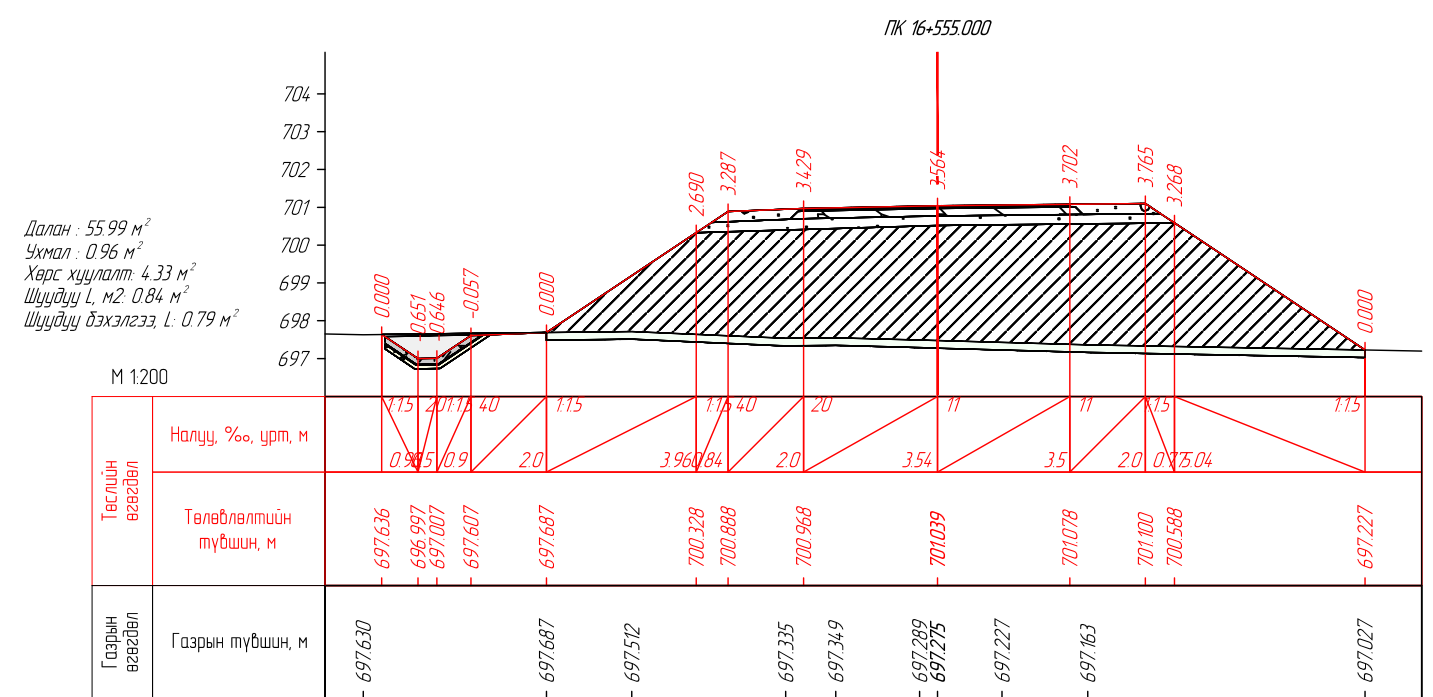 ПК 16+555.000
704
703
702
701
700
699
698
697
Далан : 55.99 м²
Ухмал : 0.96 м²
Хөрс хуулалт: 4.33 м²
Шуудуу L, м2: 0.84 м²
Шуудуу бэхэлгээ, L: 0.79 м²
М 1:200
0.000
-0.651
-0.646
-0.057
0.000
2.690
3.287
3.429
3.564
3.702
3.765
3.268
0.000
Төслийн өгөгдөл
Налуу, ‰, урт, м
1:1.5 20 1:1.5 40 1:1.5 1:1.5 40 20 11 11 1:1.5 1:1.5
0.5 0.9 2.0 3.96 0.84 2.0 3.54 3.5 2.0 0.77 5.04
Төлөвлөлтийн түвшин, м
697.636 696.997 697.007 697.607 697.687 700.328 700.888 700.968 701.039 701.078 701.100 700.588 697.227
Газрын өгөгдөл
Газрын түвшин, м
697.630 697.687 697.512 697.335 697.349 697.289 697.275 697.227 697.163 697.027